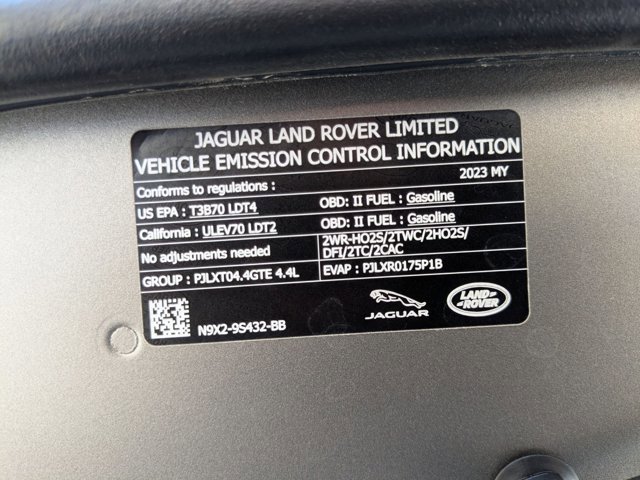 JAGUAR LAND ROVER LIMITED
VEHICLE EMISSION CONTROL INFORMATION
Conforms to regulations : 2023 MY
US EPA : T3B70 LDT4 OBD: II FUEL : Gasoline
California : ULEV70 LDT2 OBD: II FUEL : Gasoline
No adjustments needed 2WR-HO2S/2TWC/2HO2S/
DFI/2TC/2CAC
GROUP : PJLXT04.4GTE 4.4L EVAP : PJLXR0175P1B
N9X2-9S432-BB JAGUAR LAND ROVER